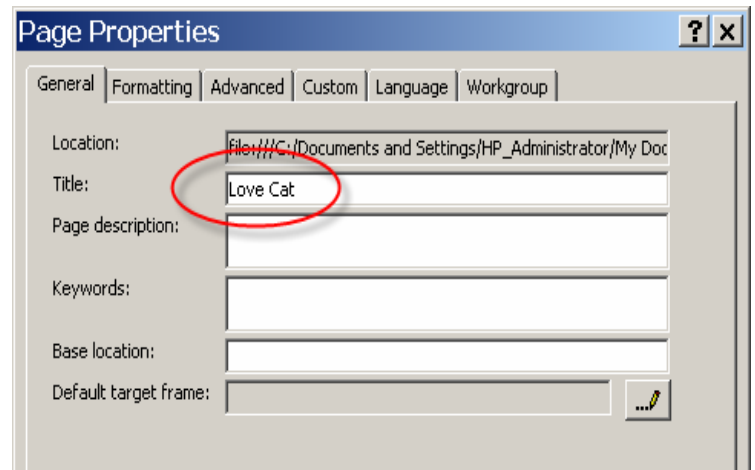 Page Properties ? ×
General Formatting Advanced Custom Language Workgroup
Location: file:///C:/Documents and Settings/HP_Administrator/My Doc
Title: Love Cat
Page description:
Keywords:
Base location:
Default target frame: ...